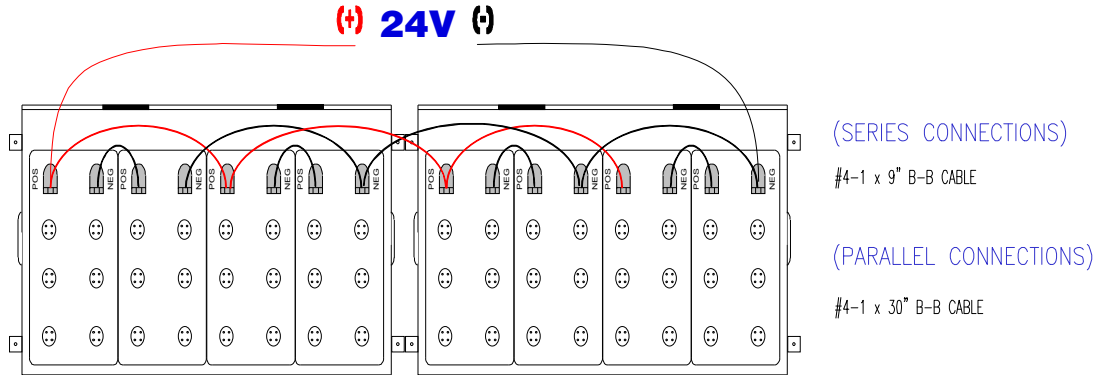 (+) 24V (-)
POS NEG POS NEG POS NEG POS NEG POS NEG POS NEG POS NEG POS NEG
(SERIES CONNECTIONS)
#4-1 x 9" B-B CABLE
(PARALLEL CONNECTIONS)
#4-1 x 30" B-B CABLE